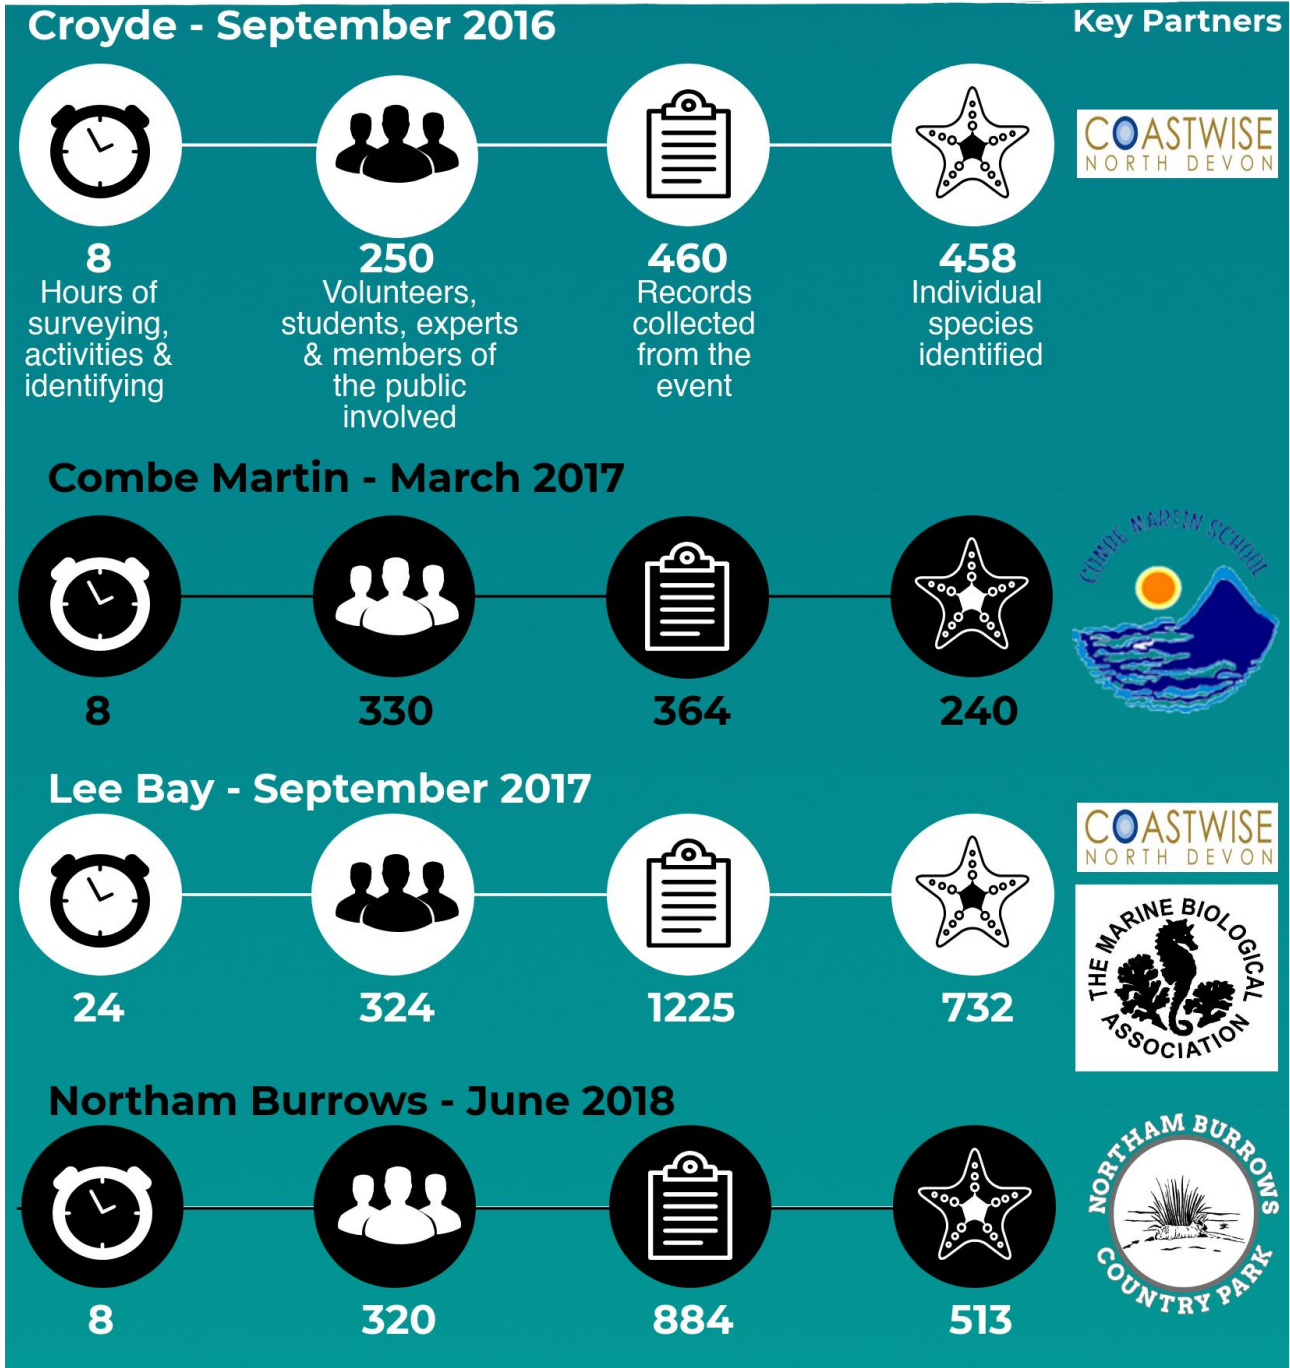 Croyde - September 2016
Key Partners
COASTWISE
NORTH DEVON
8
Hours of
surveying,
activities &
identifying
250
Volunteers,
students, experts
& members of
the public
involved
460
Records
collected
from the
event
458
Individual
species
identified
Combe Martin - March 2017
COMBE MARTIN SCHOOL
8
330
364
240
Lee Bay - September 2017
COASTWISE
NORTH DEVON
THE MARINE BIOLOGICAL
ASSOCIATION
24
324
1225
732
Northam Burrows - June 2018
NORTHAM BURROWS
COUNTRY PARK
8
320
884
513